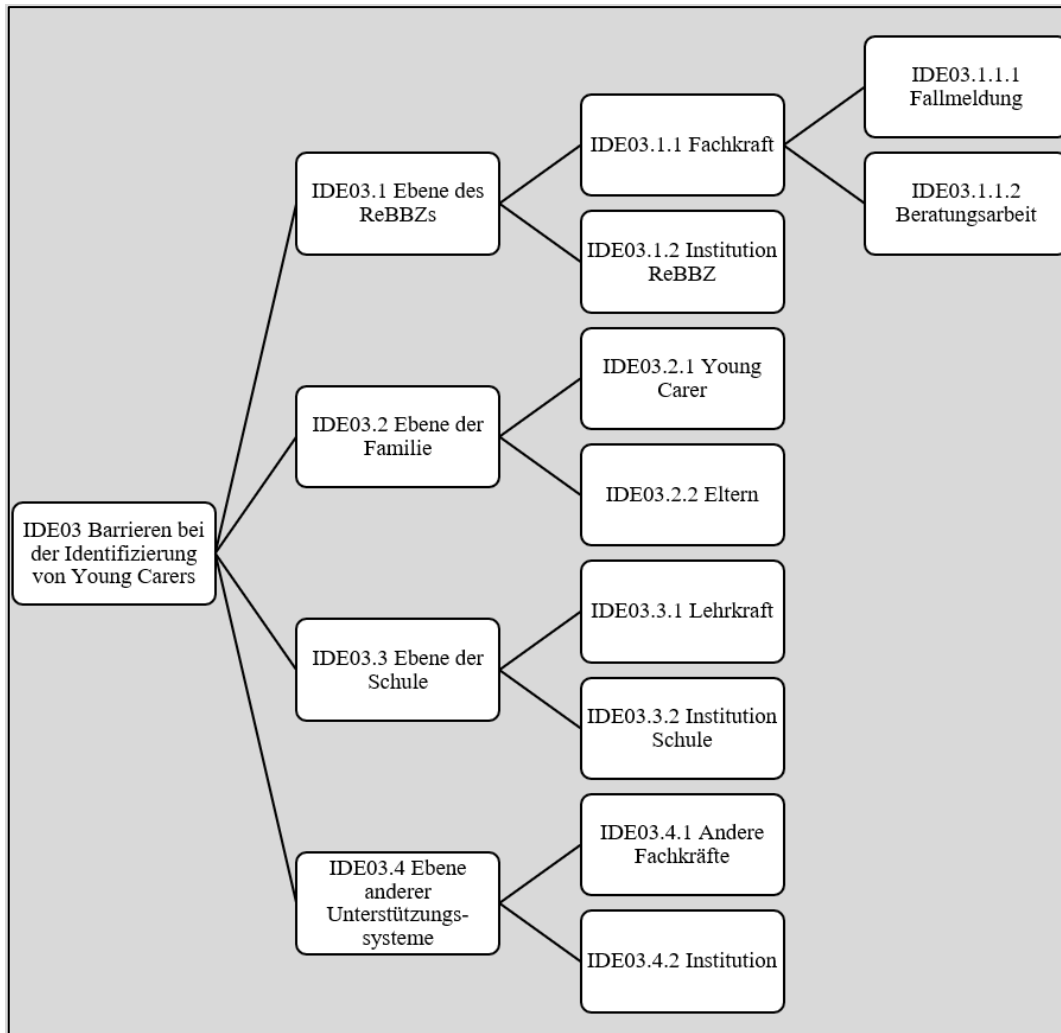 IDE03 Barrieren bei
der Identifizierung
von Young Carers
IDE03.1 Ebene des
ReBBZs
IDE03.1.1 Fachkraft
IDE03.1.1.1
Fallmeldung
IDE03.1.1.2
Beratungsarbeit
IDE03.1.2 Institution
ReBBZ
IDE03.2 Ebene der
Familie
IDE03.2.1 Young
Carer
IDE03.2.2 Eltern
IDE03.3 Ebene der
Schule
IDE03.3.1 Lehrkraft
IDE03.3.2 Institution
Schule
IDE03.4 Ebene
anderer
Unterstützungs-
systeme
IDE03.4.1 Andere
Fachkräfte
IDE03.4.2 Institution